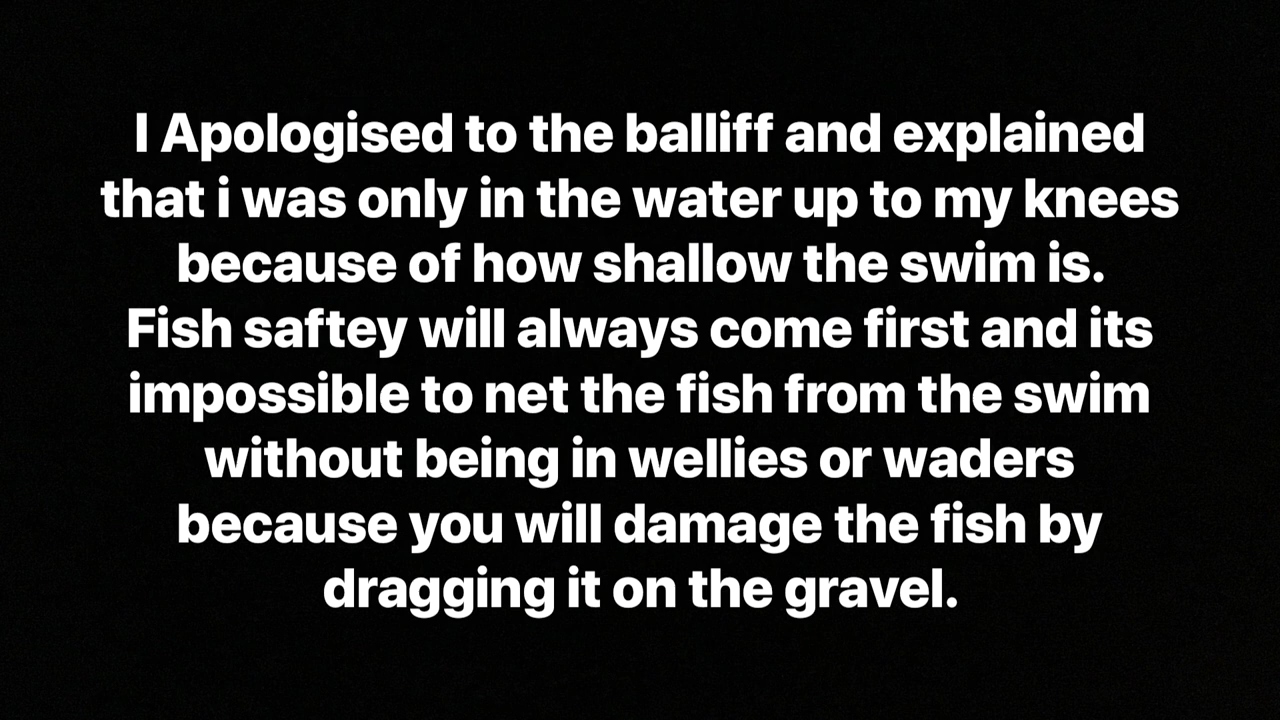 I Apologised to the balliff and explained
that i was only in the water up to my knees
because of how shallow the swim is.
Fish saftey will always come first and its
impossible to net the fish from the swim
without being in wellies or waders
because you will damage the fish by
dragging it on the gravel.